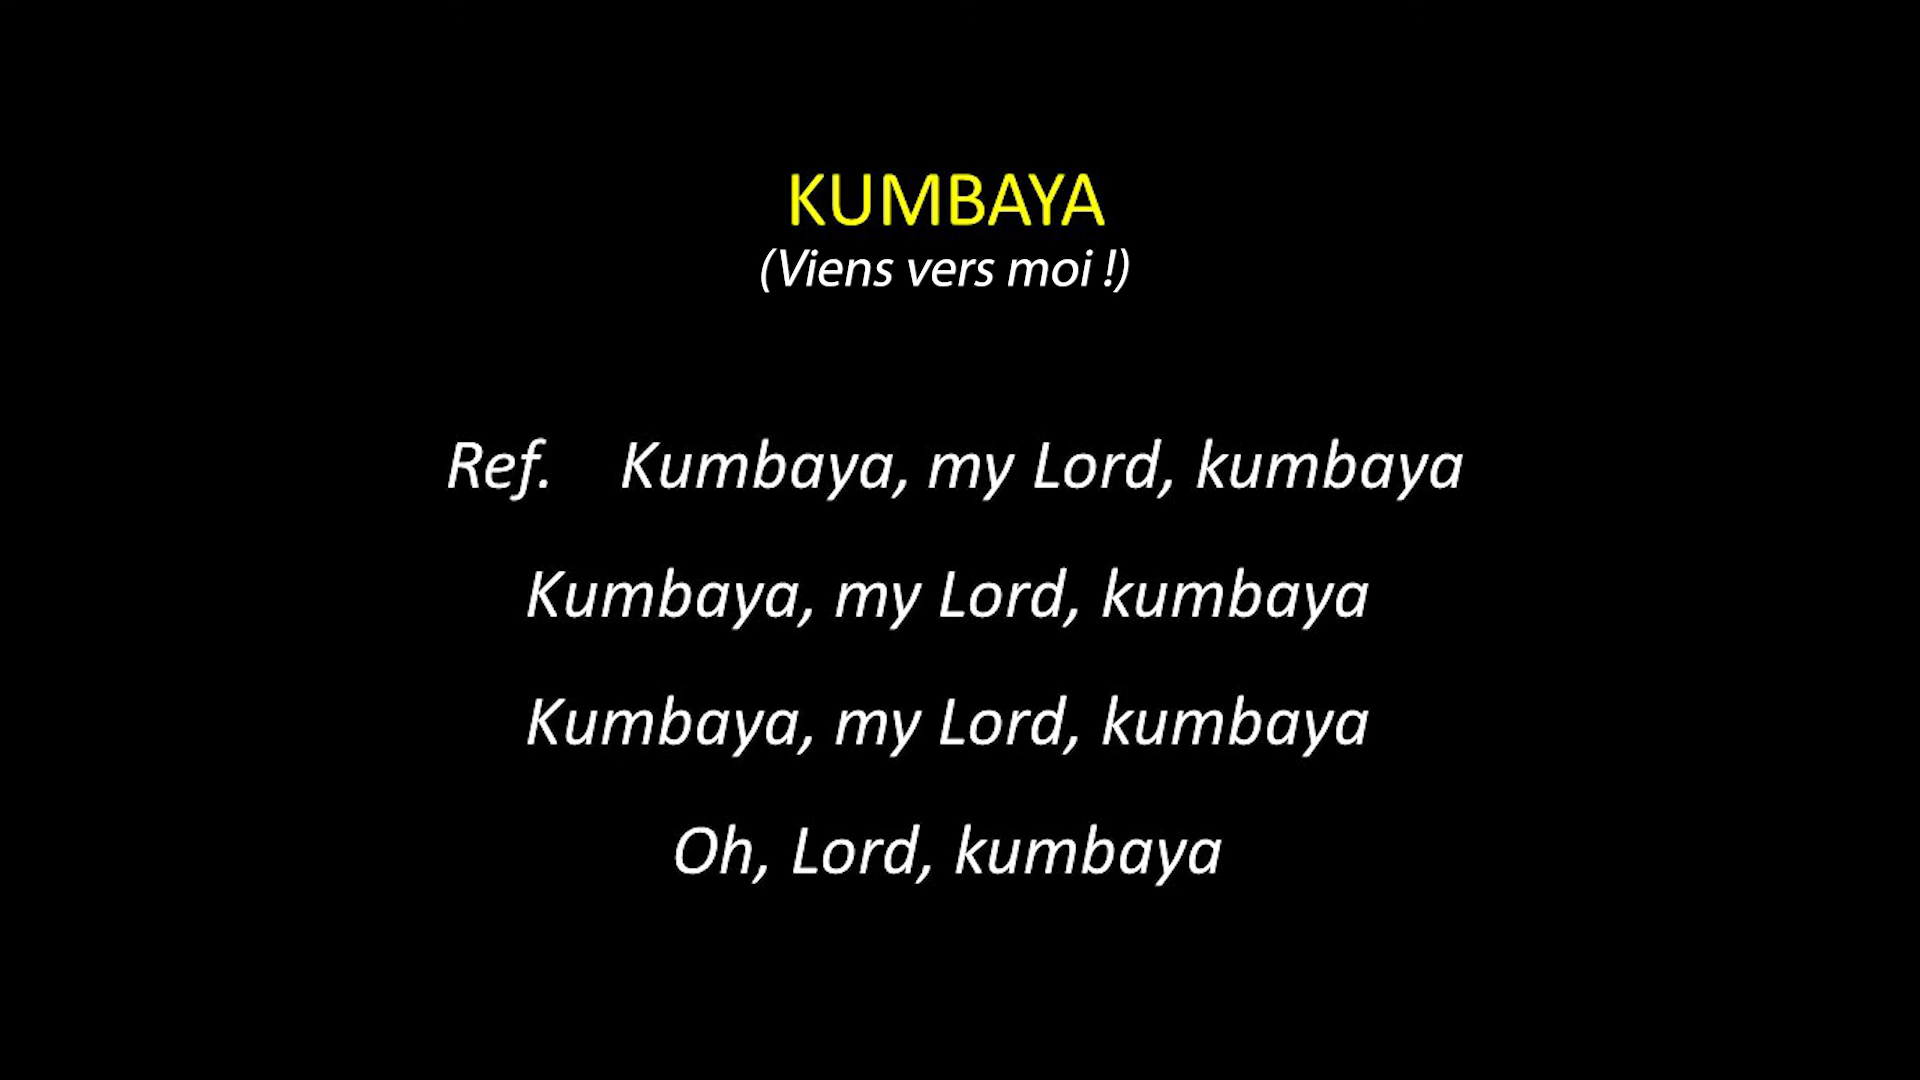 KUMBAYA
(Viens vers moi !)
Ref. Kumbaya, my Lord, kumbaya
Kumbaya, my Lord, kumbaya
Kumbaya, my Lord, kumbaya
Oh, Lord, kumbaya